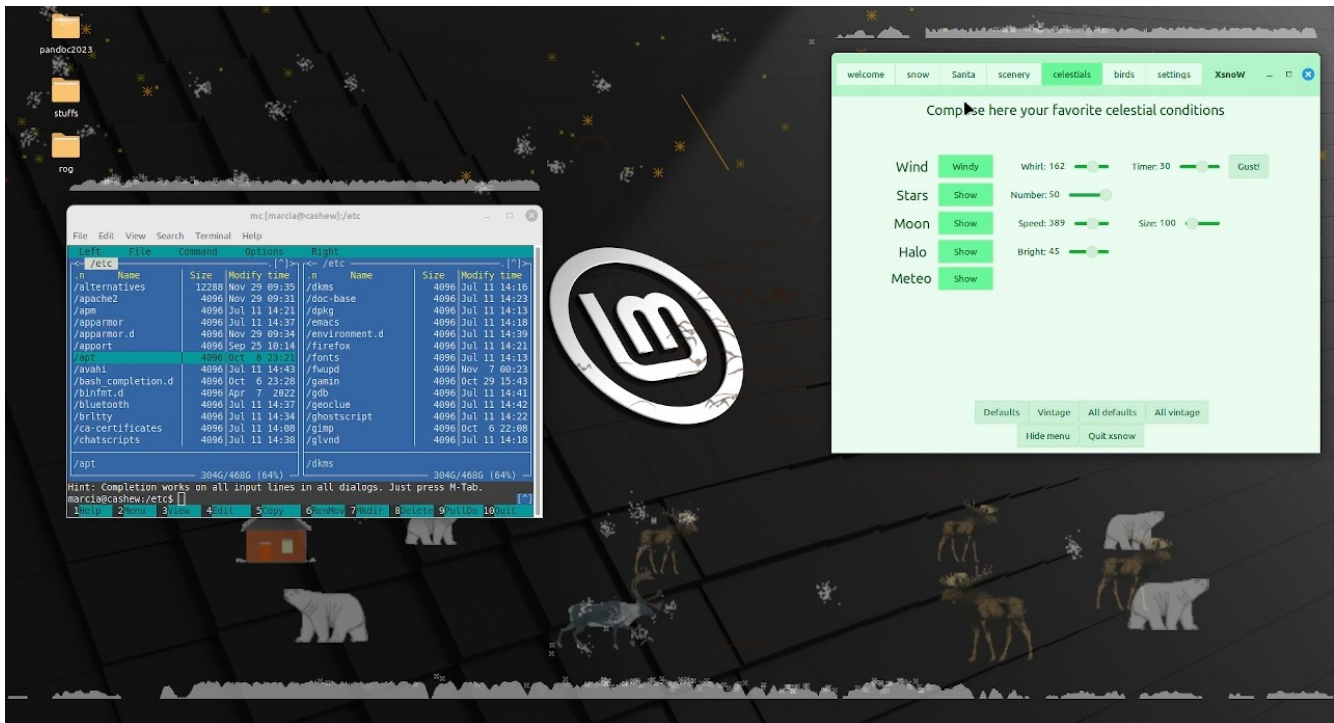 pandoc2023
stuffs
rog
welcome snow Santa scenery celestials birds settings XsnoW
Compose here your favorite celestial conditions
Wind Windy Whirl: 162 Timer: 30 Gust!
Stars Show Number: 50
Moon Show Speed: 389 Size: 100
Halo Show Bright: 45
Meteo Show
Defaults Vintage All defaults All vintage
Hide menu Quit xsnow
mc [marcia@cashew]:/etc
File Edit View Search Terminal Help
Left File Command Options Right
<- /etc .[^]> <- /etc .[^]>
.n Name Size Modify time .n Name Size Modify time
/alternatives 12288 Nov 29 09:35 /dkms 4096 Jul 11 14:16
/apache2 4096 Nov 29 09:31 /doc-base 4096 Jul 11 14:23
/apm 4096 Jul 11 14:21 /dpkg 4096 Jul 11 14:13
/apparmor 4096 Jul 11 14:37 /emacs 4096 Jul 11 14:18
/apparmor.d 4096 Nov 29 09:34 /environment.d 4096 Jul 11 14:39
/apport 4096 Sep 25 10:14 /firefox 4096 Jul 11 14:21
/apt 4096 Oct 6 23:21 /fonts 4096 Jul 11 14:13
/avahi 4096 Jul 11 14:43 /fwupd 4096 Nov 7 00:23
/bash_completion.d 4096 Oct 6 23:28 /gamin 4096 Oct 29 15:43
/binfmt.d 4096 Apr 7 2022 /gdb 4096 Jul 11 14:41
/bluetooth 4096 Jul 11 14:37 /geoclue 4096 Jul 11 14:42
/brltty 4096 Jul 11 14:34 /ghostscript 4096 Jul 11 14:22
/ca-certificates 4096 Jul 11 14:08 /gimp 4096 Oct 6 22:08
/chatscripts 4096 Jul 11 14:38 /glvnd 4096 Jul 11 14:18
/apt /dkms
304G/468G (64%) 304G/468G (64%)
Hint: Completion works on all input lines in all dialogs. Just press M-Tab.
marcia@cashew:/etc$ [^]
1Help 2Menu 3View 4Edit 5Copy 6RenMov 7Mkdir 8Delete 9PullDn 10Quit
lm